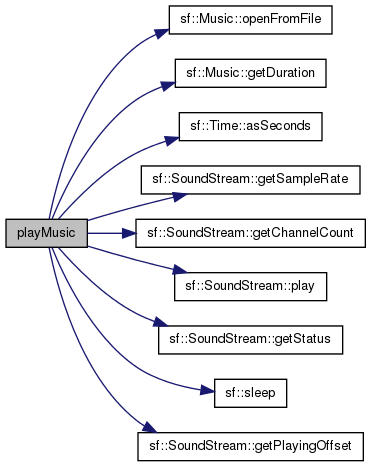 sf::Music::openFromFile
sf::Music::getDuration
sf::Time::asSeconds
sf::SoundStream::getSampleRate
playMusic
sf::SoundStream::getChannelCount
sf::SoundStream::play
sf::SoundStream::getStatus
sf::sleep
sf::SoundStream::getPlayingOffset